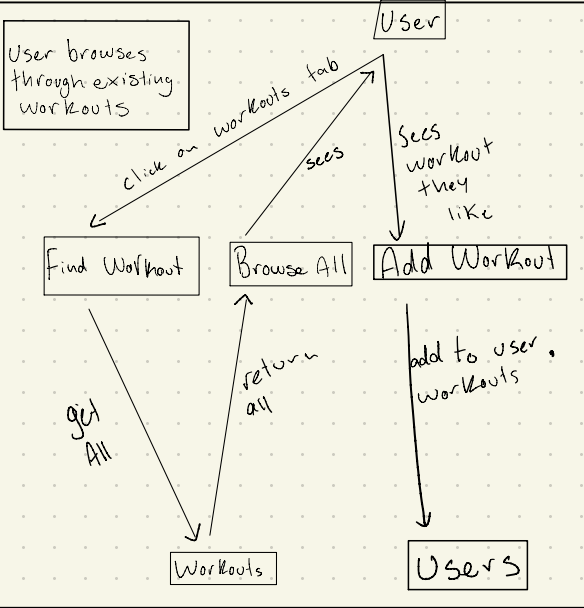 User
User browses
through existing
workouts
click on workouts tab
sees
Sees
workout
they
like
Find Workout
Browse All
Add Workout
get
All
return
all
add to user
workouts
Workouts
Users